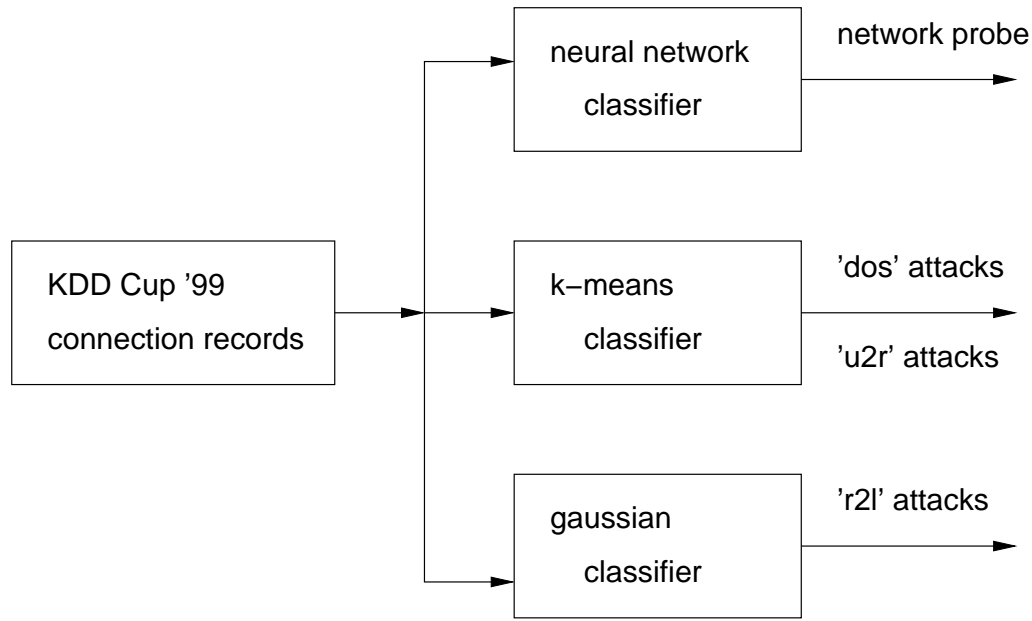 neural network
classifier
network probe
KDD Cup ’99
connection records
k−means
classifier
’dos’ attacks
’u2r’ attacks
gaussian
classifier
’r2l’ attacks